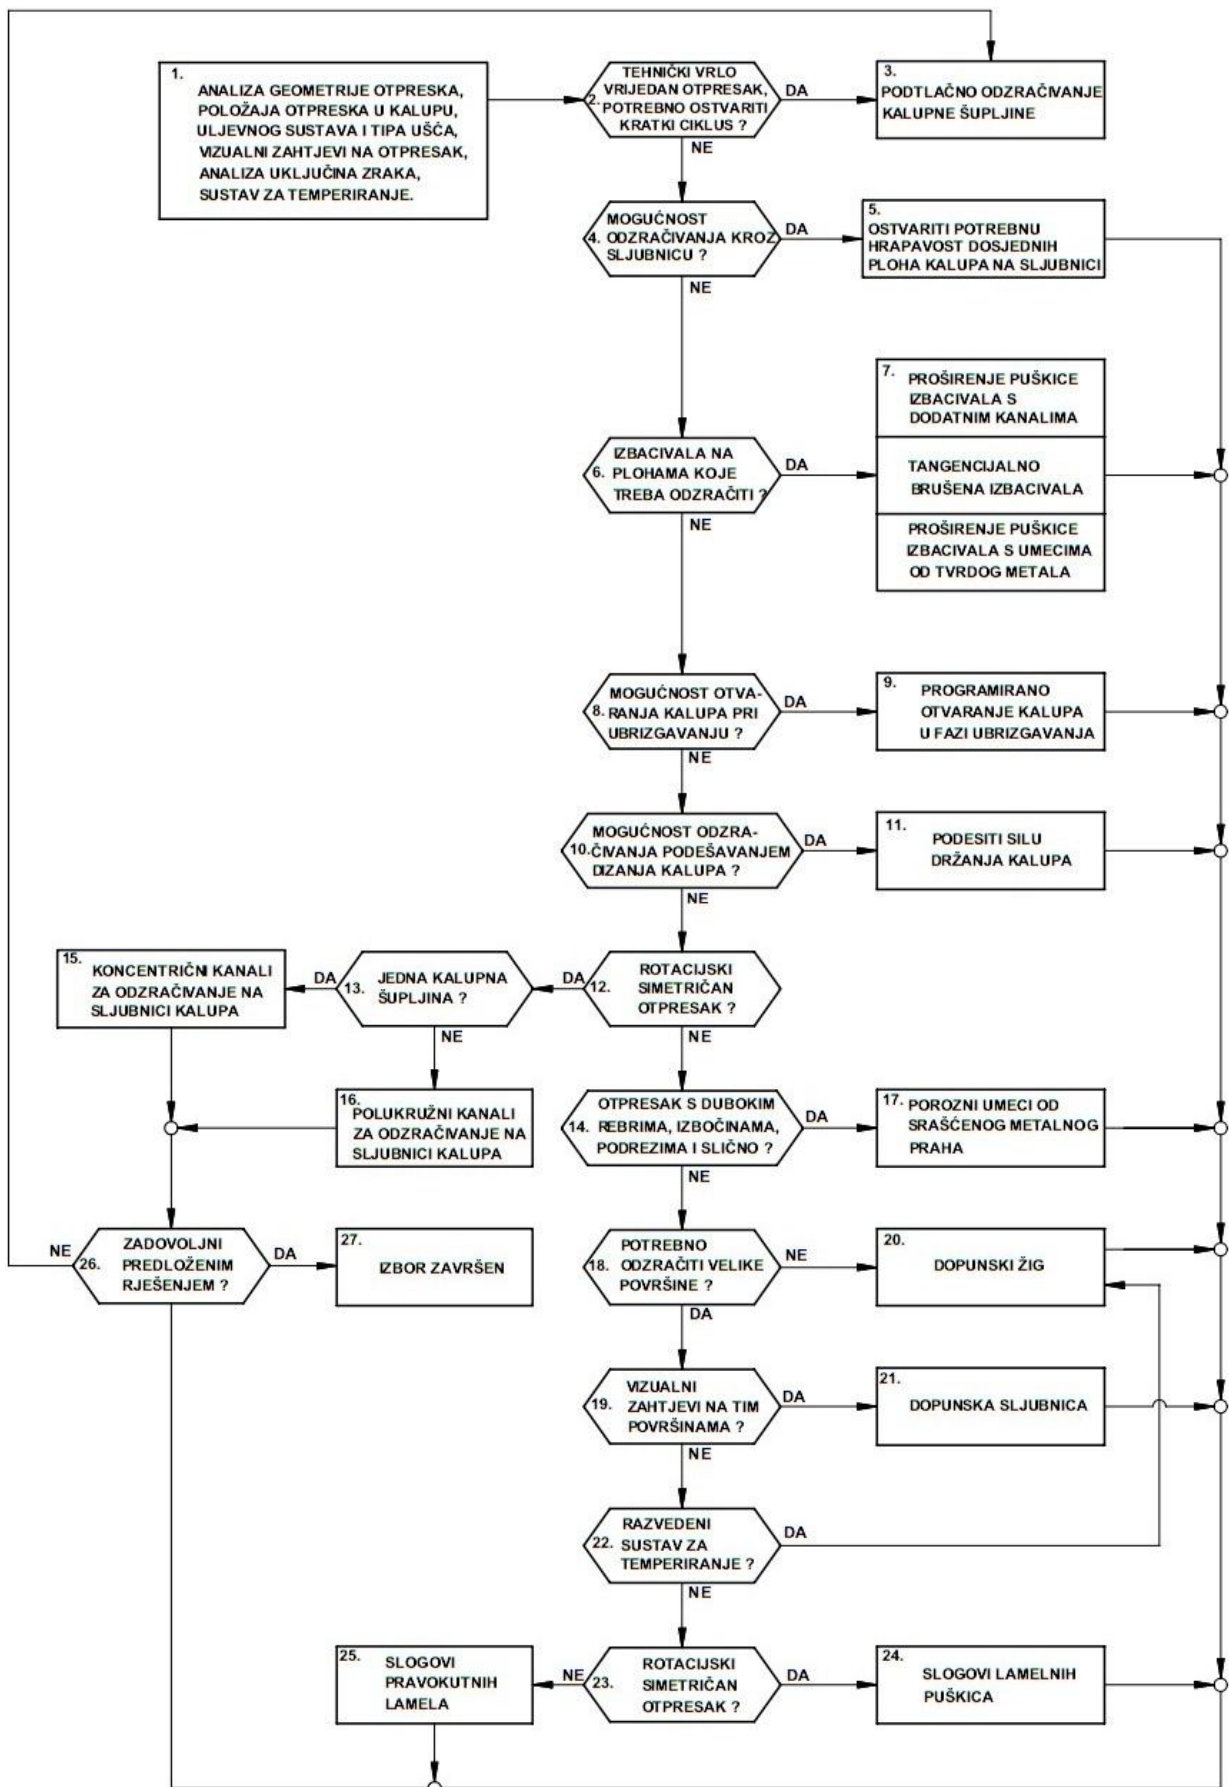 1.
ANALIZA GEOMETRIJE OTPRESKA,
POLOŽAJA OTPRESKA U KALUPU,
ULJEVNOG SUSTAVA I TIPA UŠĆA,
VIZUALNI ZAHTJEVI NA OTPRESAK,
ANALIZA UKLJUČINA ZRAKA,
SUSTAV ZA TEMPERIRANJE.
TEHNIČKI VRLO
VRIJEDAN OTPRESAK,
2. POTREBNO OSTVARITI
KRATKI CIKLUS ?
DA
NE
3.
PODTLAČNO ODZRAČIVANJE
KALUPNE ŠUPLJINE
MOGUĆNOST
4. ODZRAČIVANJA KROZ
SLJUBNICU ?
DA
NE
5.
OSTVARITI POTREBNU
HRAPAVOST DOSJEDNIH
PLOHA KALUPA NA SLJUBNICI
IZBACIVALA NA
6. PLOHAMA KOJE
TREBA ODZRAČITI ?
DA
NE
7. PROŠIRENJE PUŠKICE
IZBACIVALA S
DODATNIM KANALIMA
TANGENCIJALNO
BRUŠENA IZBACIVALA
PROŠIRENJE PUŠKICE
IZBACIVALA S UMECIMA
OD TVRDOG METALA
MOGUĆNOST OTVA-
8. RANJA KALUPA PRI
UBRIZGAVANJU ?
DA
NE
9. PROGRAMIRANO
OTVARANJE KALUPA
U FAZI UBRIZGAVANJA
MOGUĆNOST ODZRA-
10. ČIVANJA PODEŠAVANJEM
DIZANJA KALUPA ?
DA
NE
11.
PODESITI SILU
DRŽANJA KALUPA
ROTACIJSKI
12. SIMETRIČAN
OTPRESAK ?
DA
NE
JEDNA KALUPNA
13. ŠUPLJINA ?
DA
NE
15. KONCENTRIČNI KANALI
ZA ODZRAČIVANJE NA
SLJUBNICI KALUPA
16. POLUKRUŽNI KANALI
ZA ODZRAČIVANJE NA
SLJUBNICI KALUPA
OTPRESAK S DUBOKIM
14. REBRIMA, IZBOČINAMA,
PODREZIMA I SLIČNO ?
DA
NE
17. POROZNI UMECI OD
SRAŠĆENOG METALNOG
PRAHA
POTREBNO
18. ODZRAČITI VELIKE
POVRŠINE ?
NE
DA
20.
DOPUNSKI ŽIG
ZADOVOLJNI
26. PREDLOŽENIM
RJEŠENJEM ?
NE
DA
27.
IZBOR ZAVRŠEN
VIZUALNI
19. ZAHTJEVI NA TIM
POVRŠINAMA ?
DA
NE
21.
DOPUNSKA SLJUBNICA
RAZVEDENI
22. SUSTAV ZA
TEMPERIRANJE ?
DA
NE
ROTACIJSKI
23. SIMETRIČAN
OTPRESAK ?
NE
DA
24.
SLOGOVI LAMELNIH
PUŠKICA
25. SLOGOVI
PRAVOKUTNIH
LAMELA